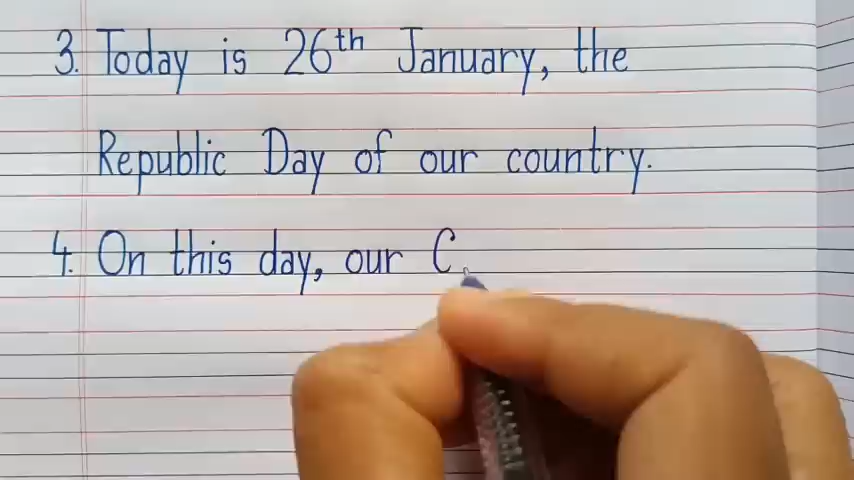 3. Today is 26th January, the
Republic Day of our country.
4. On this day, our C